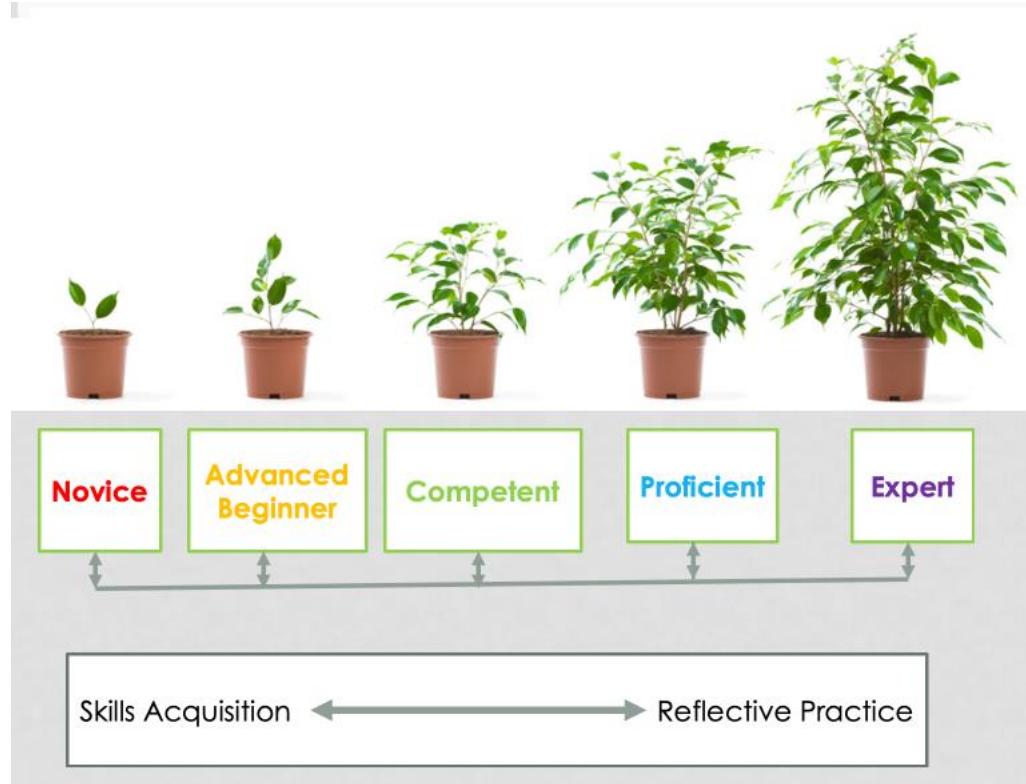 Novice
Advanced
Beginner
Competent
Proficient
Expert
Skills Acquisition
Reflective Practice